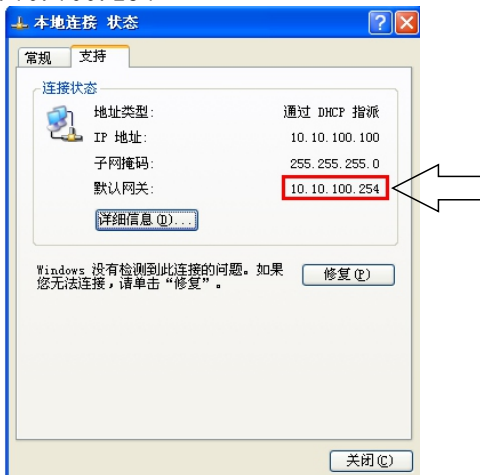 本地连接 状态
常规 支持
连接状态
地址类型: 通过 DHCP 指派
IP 地址: 10.10.100.100
子网掩码: 255.255.255.0
默认网关: 10.10.100.254
详细信息(D)...
Windows 没有检测到此连接的问题。如果
您无法连接，请单击“修复”。
修复(P)
关闭(C)